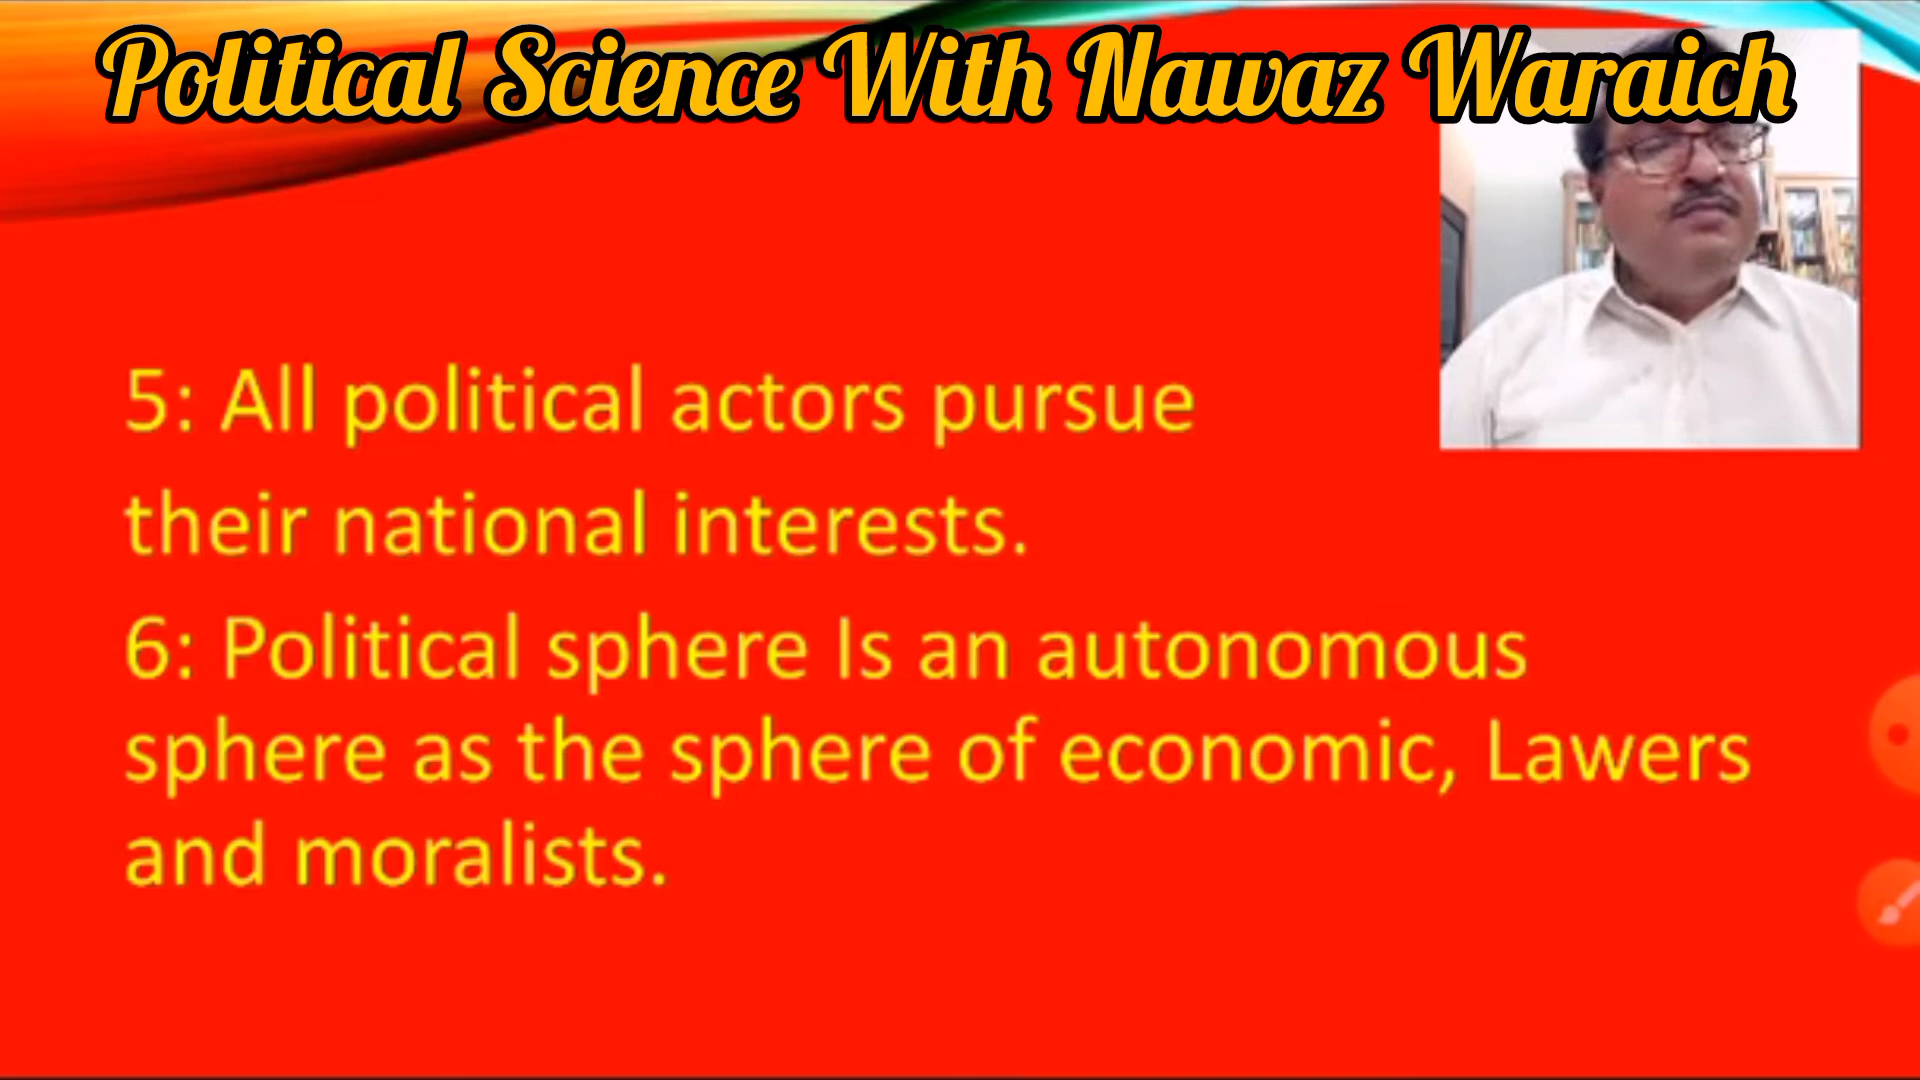 Political Science With Nawaz Waraich
5: All political actors pursue
their national interests.
6: Political sphere Is an autonomous
sphere as the sphere of economic, Lawers
and moralists.